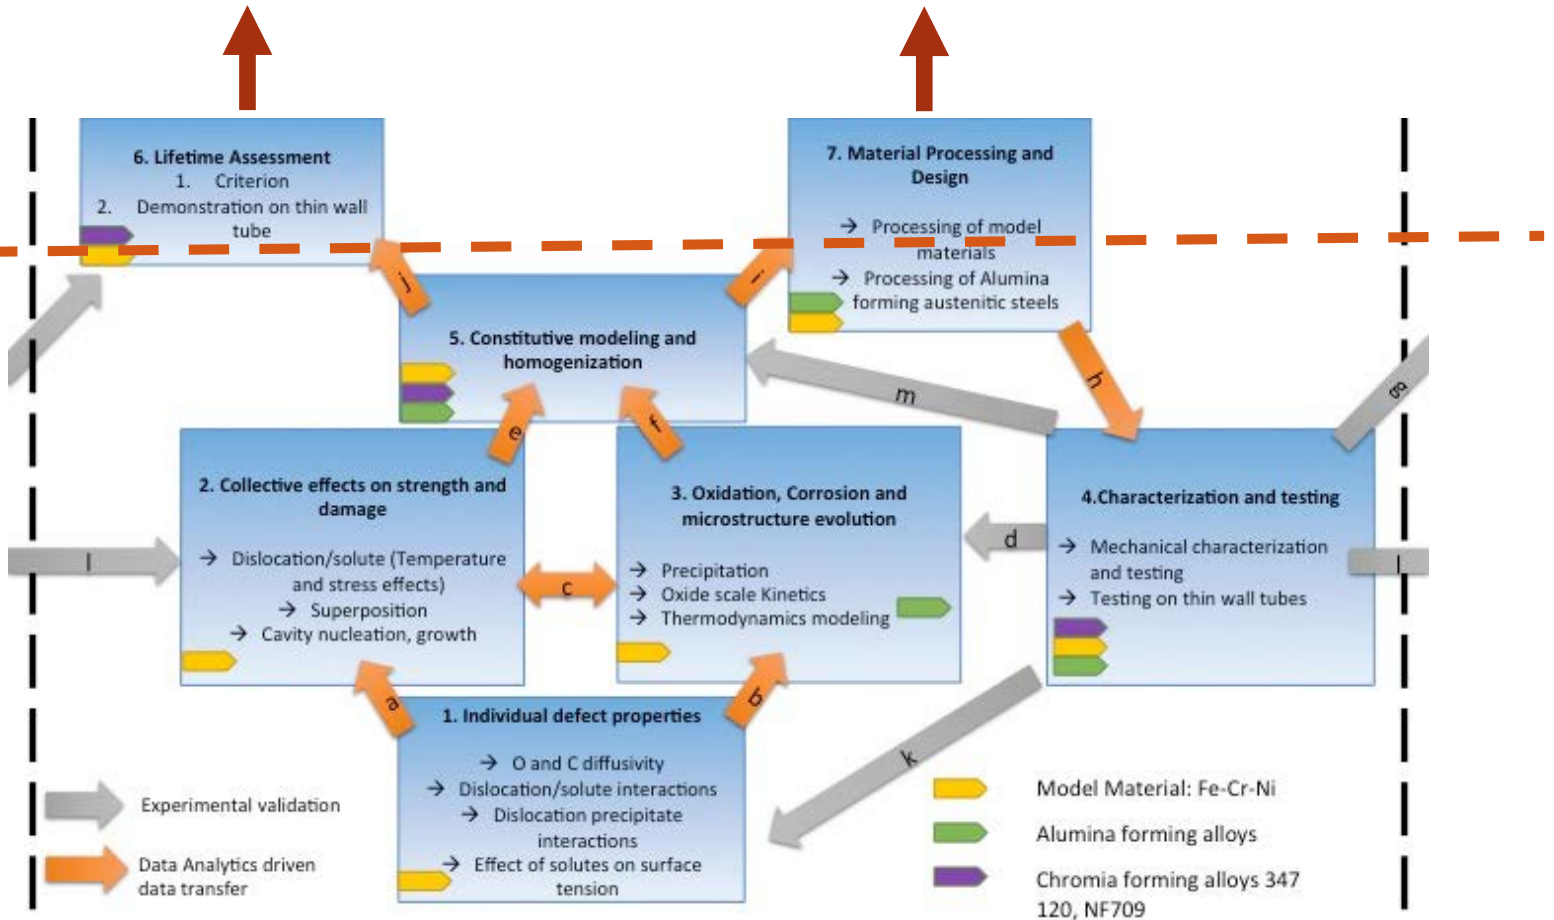 6. Lifetime Assessment
1. Criterion
2. Demonstration on thin wall
tube
7. Material Processing and
Design
→ Processing of model
materials
→ Processing of Alumina
forming austenitic steels
j
i
5. Constitutive modeling and
homogenization
h
m
g
e
f
2. Collective effects on strength and
damage
→ Dislocation/solute (Temperature
and stress effects)
→ Superposition
→ Cavity nucleation, growth
3. Oxidation, Corrosion and
microstructure evolution
→ Precipitation
→ Oxide scale Kinetics
→ Thermodynamics modeling
4.Characterization and testing
→ Mechanical characterization
and testing
→ Testing on thin wall tubes
l
c
d
l
a
b
k
1. Individual defect properties
→ O and C diffusivity
→ Dislocation/solute interactions
→ Dislocation precipitate
interactions
→ Effect of solutes on surface
tension
Experimental validation
Data Analytics driven
data transfer
Model Material: Fe-Cr-Ni
Alumina forming alloys
Chromia forming alloys 347
120, NF709